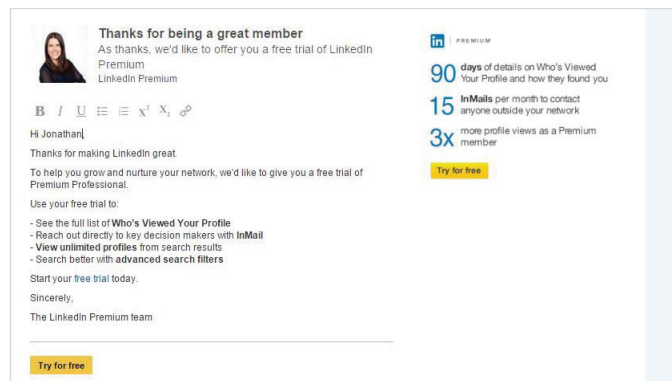 Thanks for being a great member
As thanks, we'd like to offer you a free trial of LinkedIn
Premium
LinkedIn Premium
B I U X² X₂
Hi Jonathan,
Thanks for making LinkedIn great.
To help you grow and nurture your network, we'd like to give you a free trial of
Premium Professional.
Use your free trial to:
- See the full list of Who's Viewed Your Profile
- Reach out directly to key decision makers with InMail
- View unlimited profiles from search results
- Search better with advanced search filters
Start your free trial today.
Sincerely,
The LinkedIn Premium team
Try for free
in | PREMIUM
90 days of details on Who's Viewed
Your Profile and how they found you
15 InMails per month to contact
anyone outside your network
3x more profile views as a Premium
member
Try for free